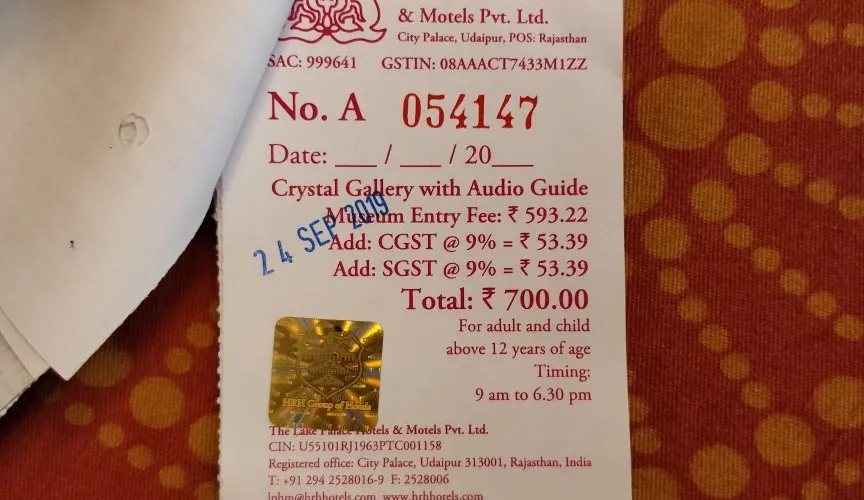 & Motels Pvt. Ltd.
City Palace, Udaipur, POS: Rajasthan
SAC: 999641 GSTIN: 08AAACT7433M1ZZ
No. A 054147
Date: ___ / ___ / 20___
Crystal Gallery with Audio Guide
Museum Entry Fee: ₹ 593.22
24 SEP 2019
Add: CGST @ 9% = ₹ 53.39
Add: SGST @ 9% = ₹ 53.39
Total: ₹ 700.00
For adult and child
above 12 years of age
Timing:
9 am to 6.30 pm
HRH Group of Hotels
The Lake Palace Hotels & Motels Pvt. Ltd.
CIN: U55101RJ1963PTC001158
Registered office: City Palace, Udaipur 313001, Rajasthan, India
T: +91 294 2528016-9 F: 2528006
lphm@hrhhotels.com www.hrhhotels.com